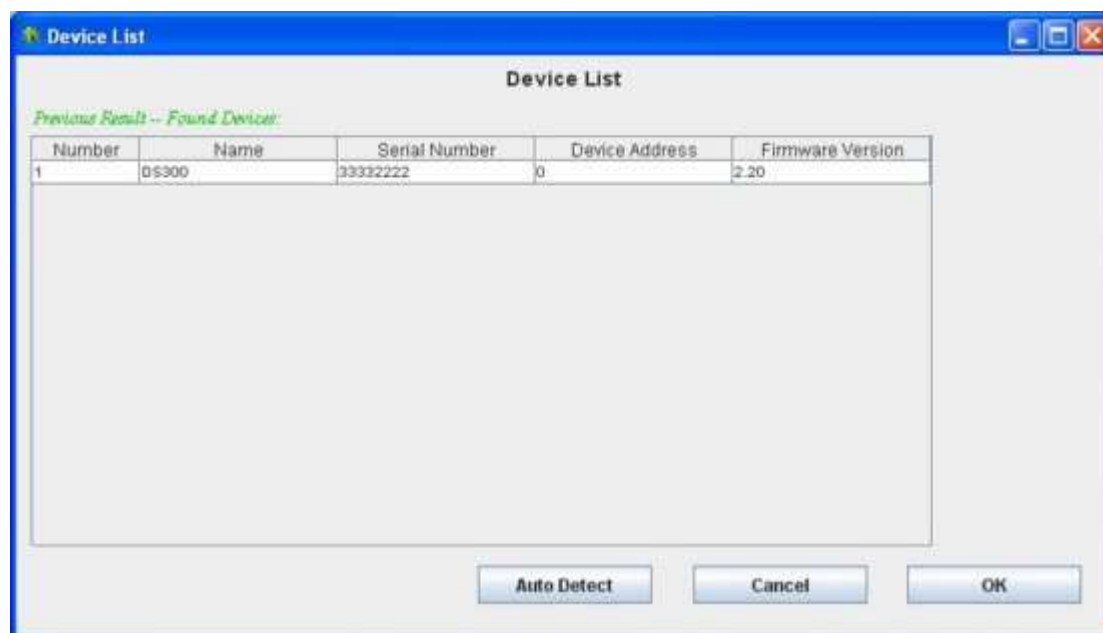 Device List
Device List
Previous Result -- Found Devices:
Number Name Serial Number Device Address Firmware Version
1 DS300 33332222 0 2.20
Auto Detect Cancel OK